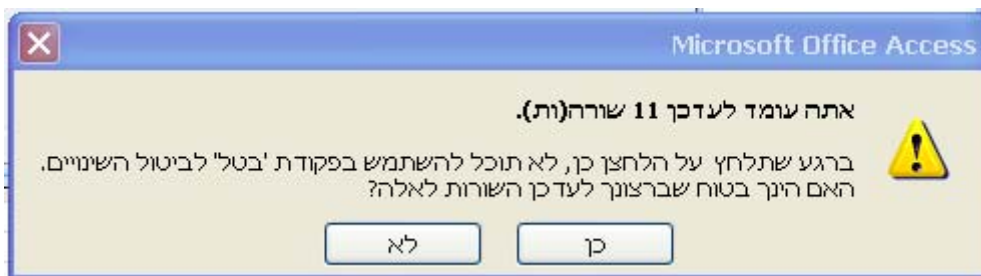 Microsoft Office Access
אתה עומד לעדכן 11 שורה(ות).
ברגע שתלחץ על הלחצן כן, לא תוכל להשתמש בפקודת 'בטל' לביטול השינויים.
האם הינך בטוח שברצונך לעדכן השורות לאלה?
כן
לא